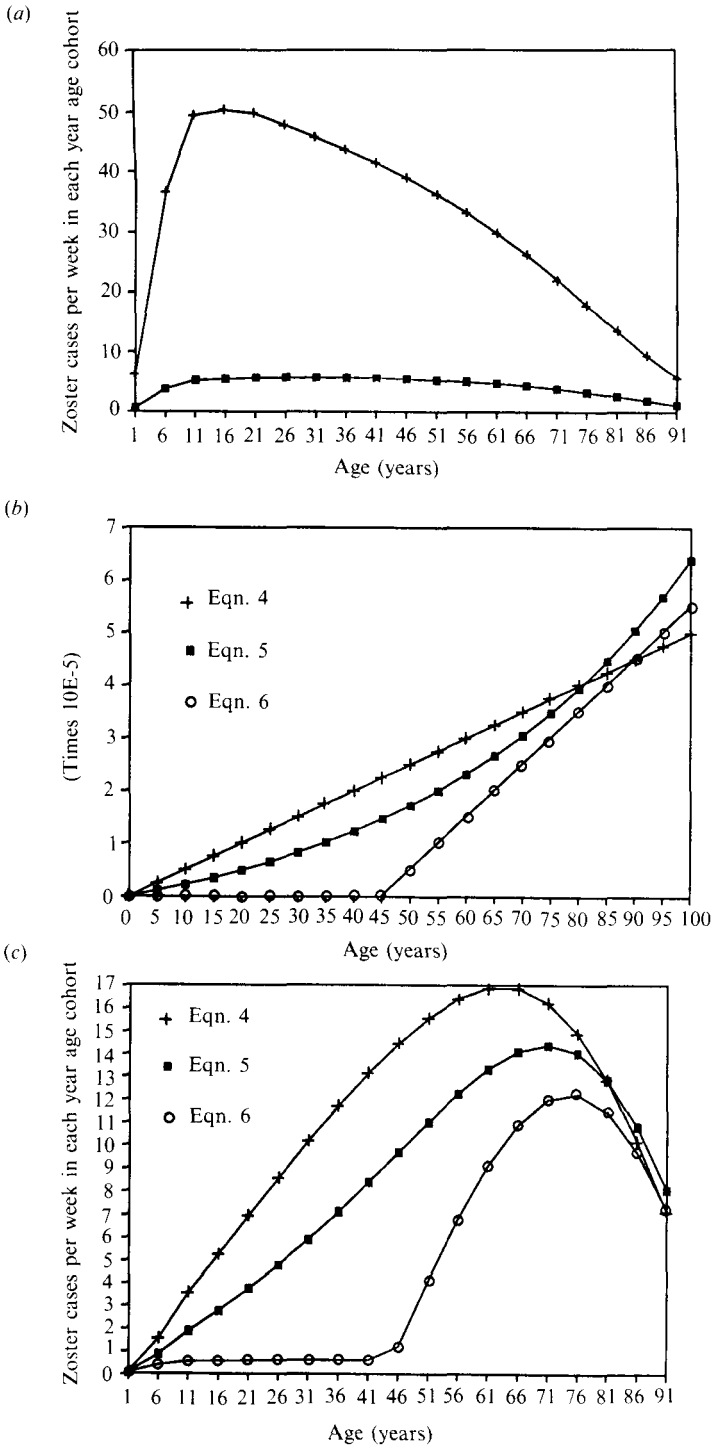 (a)
Zoster cases per week in each year age cohort
60
50
40
30
20
10
0
1 6 11 16 21 26 31 36 41 46 51 56 61 66 71 76 81 86 91
Age (years)
(b)
(Times 10E-5)
7
6
5
4
3
2
1
0
Eqn. 4
Eqn. 5
Eqn. 6
0 5 10 15 20 25 30 35 40 45 50 55 60 65 70 75 80 85 90 95 100
Age (years)
(c)
Zoster cases per week in each year age cohort
17
16
15
14
13
12
11
10
9
8
7
6
5
4
3
2
1
0
Eqn. 4
Eqn. 5
Eqn. 6
1 6 11 16 21 26 31 36 41 46 51 56 61 66 71 76 81 86 91
Age (years)